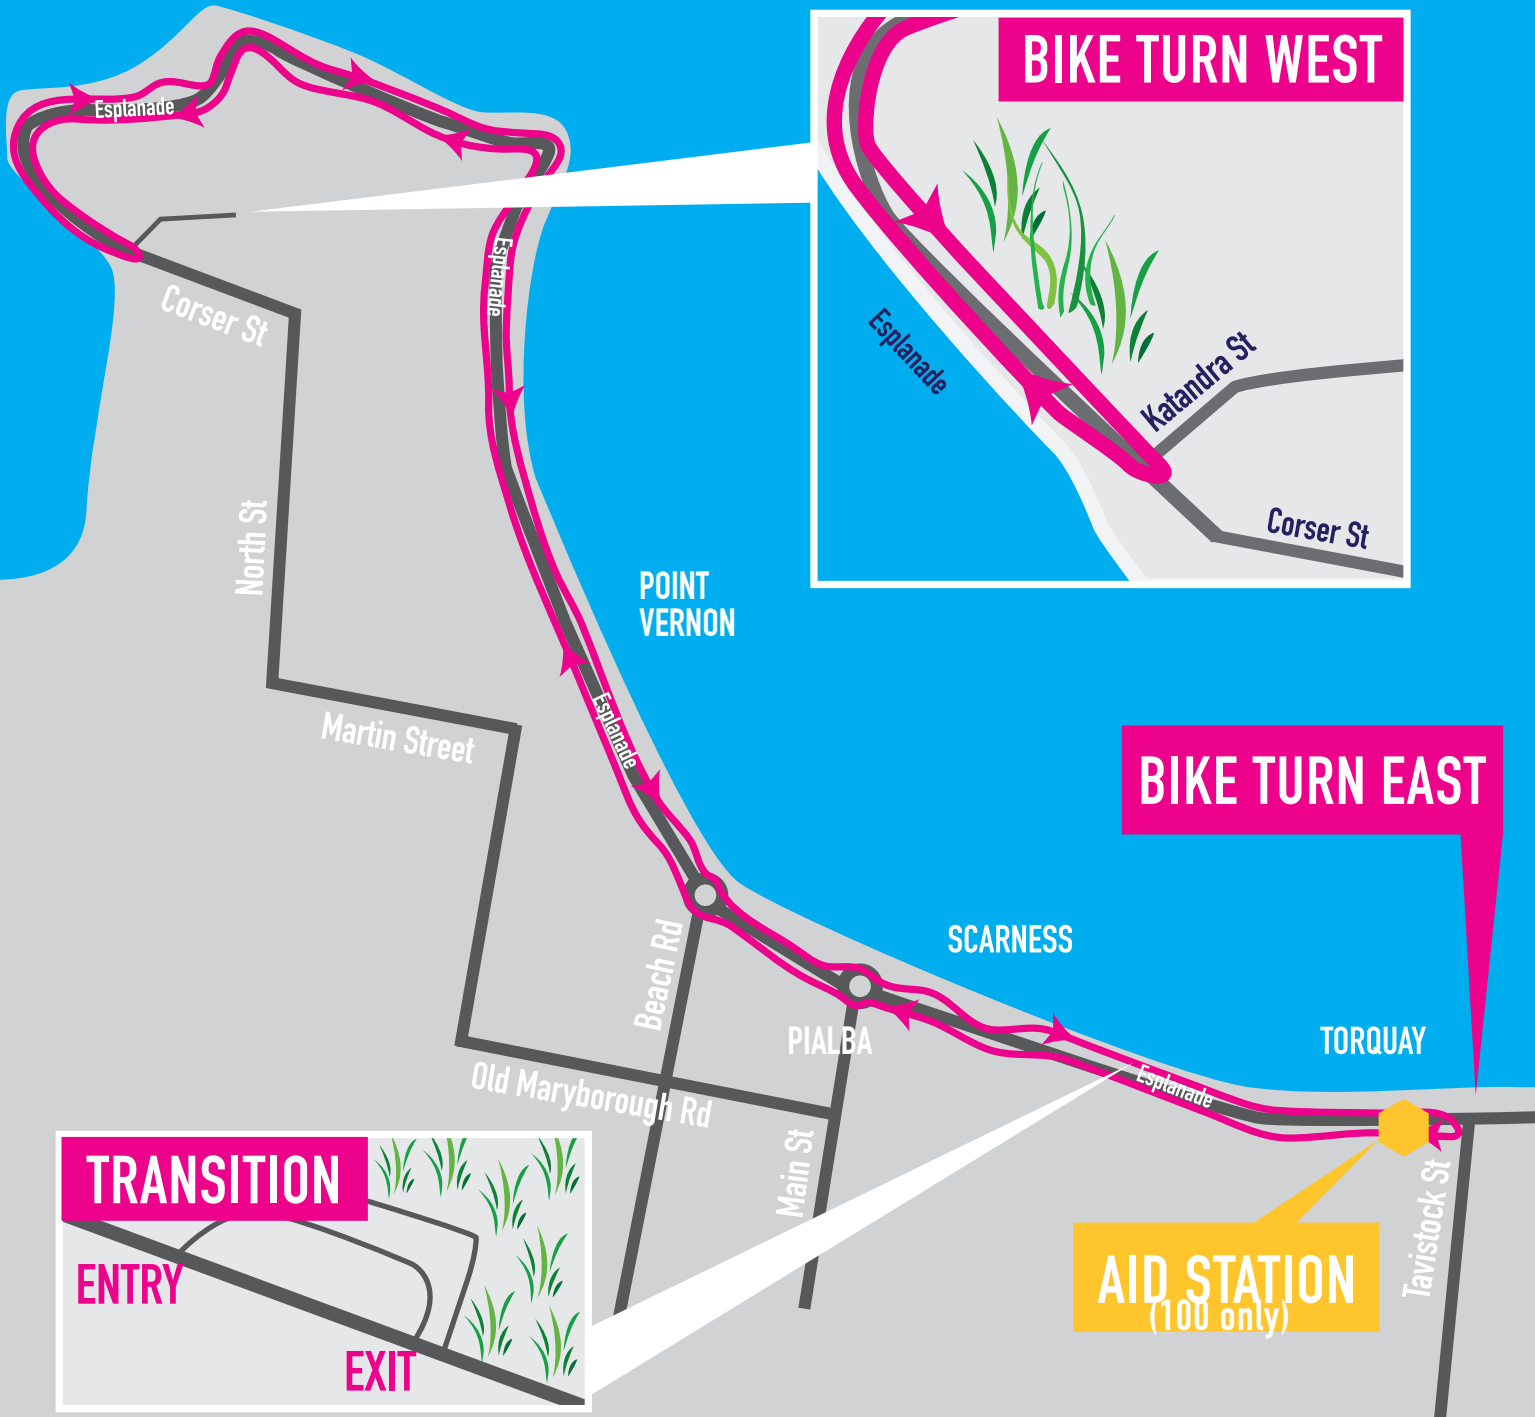 BIKE TURN WEST
Esplanade
Esplanade
Corser St
Esplanade
Katandra St
Corser St
North St
POINT
VERNON
Martin Street
Esplanade
BIKE TURN EAST
SCARNESS
Beach Rd
PIALBA
TORQUAY
Old Maryborough Rd
Esplanade
Main St
Tavistock St
TRANSITION
ENTRY
EXIT
AID STATION
(100 only)